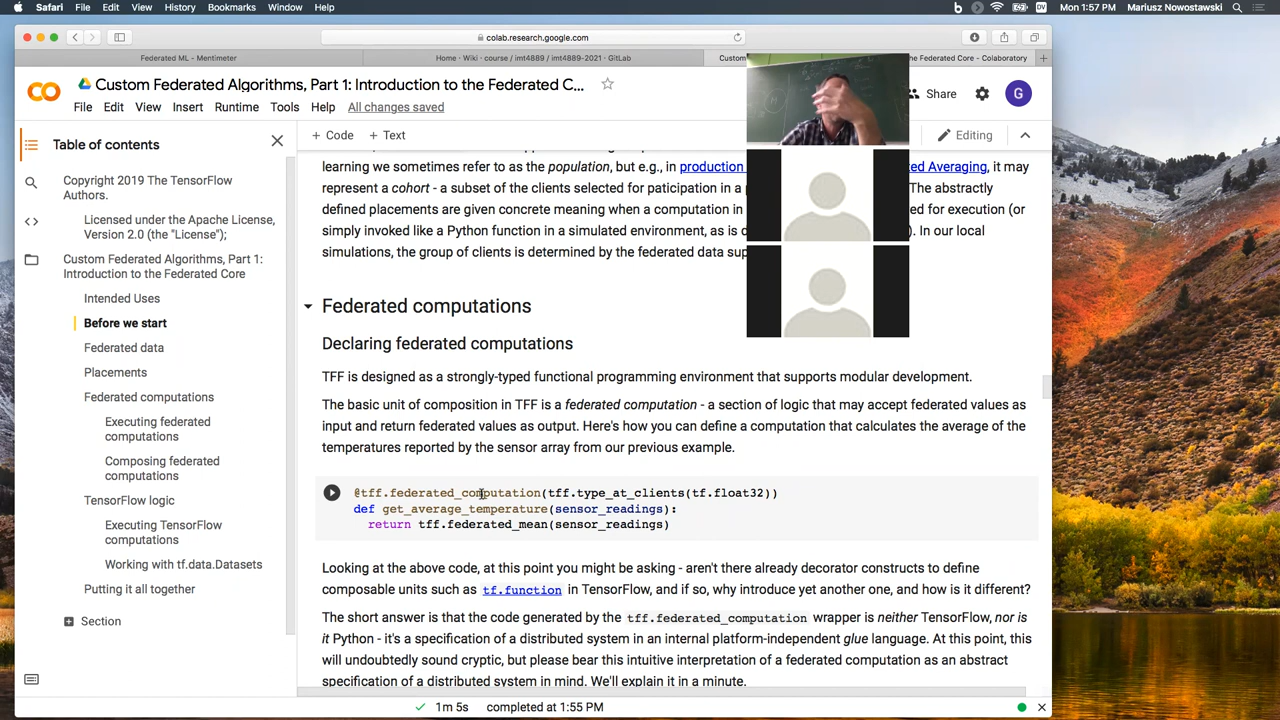 Safari File Edit View History Bookmarks Window Help
DV Mon 1:57 PM Mariusz Nowostawski
colab.research.google.com
Federated ML - Mentimeter
Home · Wiki · course / imt4889 / imt4889-2021 · GitLab
Custom
he Federated Core - Colaboratory
CO
Custom Federated Algorithms, Part 1: Introduction to the Federated C...
File Edit View Insert Runtime Tools Help All changes saved
Share
G
Table of contents
Copyright 2019 The TensorFlow
Authors.
Licensed under the Apache License,
Version 2.0 (the "License");
Custom Federated Algorithms, Part 1:
Introduction to the Federated Core
Intended Uses
Before we start
Federated data
Placements
Federated computations
Executing federated
computations
Composing federated
computations
TensorFlow logic
Executing TensorFlow
computations
Working with tf.data.Datasets
Putting it all together
Section
+ Code + Text
Editing
learning we sometimes refer to as the population, but e.g., in production ed Averaging, it may
represent a cohort - a subset of the clients selected for paticipation in a p The abstractly
defined placements are given concrete meaning when a computation in ed for execution (or
simply invoked like a Python function in a simulated environment, as is d ). In our local
simulations, the group of clients is determined by the federated data sup
Federated computations
Declaring federated computations
TFF is designed as a strongly-typed functional programming environment that supports modular development.
The basic unit of composition in TFF is a federated computation - a section of logic that may accept federated values as
input and return federated values as output. Here's how you can define a computation that calculates the average of the
temperatures reported by the sensor array from our previous example.
@tff.federated_computation(tff.type_at_clients(tf.float32))
def get_average_temperature(sensor_readings):
return tff.federated_mean(sensor_readings)
Looking at the above code, at this point you might be asking - aren't there already decorator constructs to define
composable units such as tf.function in TensorFlow, and if so, why introduce yet another one, and how is it different?
The short answer is that the code generated by the tff.federated_computation wrapper is neither TensorFlow, nor is
it Python - it's a specification of a distributed system in an internal platform-independent glue language. At this point, this
will undoubtedly sound cryptic, but please bear this intuitive interpretation of a federated computation as an abstract
specification of a distributed system in mind. We'll explain it in a minute.
1m 5s completed at 1:55 PM